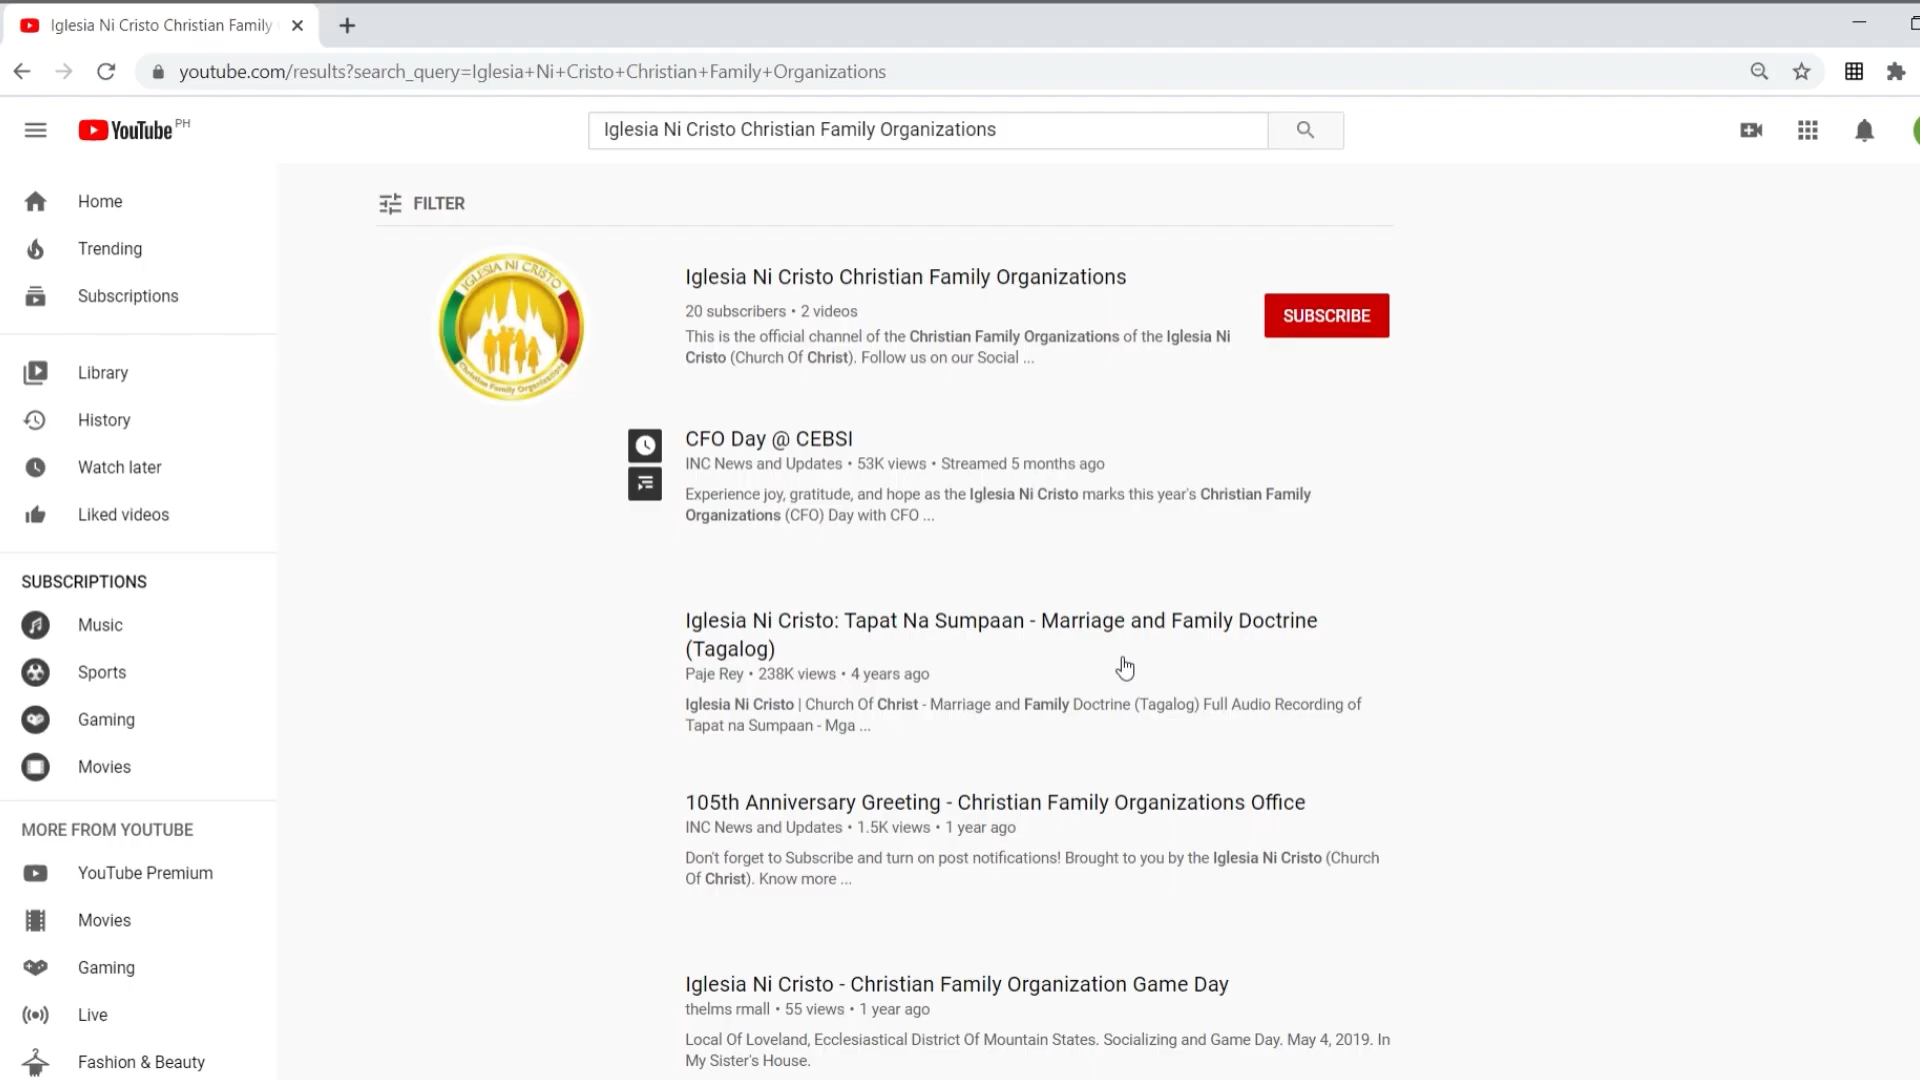 Iglesia Ni Cristo Christian Family
youtube.com/results?search_query=Iglesia+Ni+Cristo+Christian+Family+Organizations
YouTube PH
Iglesia Ni Cristo Christian Family Organizations
Home
Trending
Subscriptions
Library
History
Watch later
Liked videos
SUBSCRIPTIONS
Music
Sports
Gaming
Movies
MORE FROM YOUTUBE
YouTube Premium
Movies
Gaming
Live
Fashion & Beauty
FILTER
IGLESIA NI CRISTO
Christian Family Organizations
Iglesia Ni Cristo Christian Family Organizations
20 subscribers • 2 videos
This is the official channel of the Christian Family Organizations of the Iglesia Ni
Cristo (Church Of Christ). Follow us on our Social ...
SUBSCRIBE
CFO Day @ CEBSI
INC News and Updates • 53K views • Streamed 5 months ago
Experience joy, gratitude, and hope as the Iglesia Ni Cristo marks this year's Christian Family
Organizations (CFO) Day with CFO ...
Iglesia Ni Cristo: Tapat Na Sumpaan - Marriage and Family Doctrine
(Tagalog)
Paje Rey • 238K views • 4 years ago
Iglesia Ni Cristo | Church Of Christ - Marriage and Family Doctrine (Tagalog) Full Audio Recording of
Tapat na Sumpaan - Mga ...
105th Anniversary Greeting - Christian Family Organizations Office
INC News and Updates • 1.5K views • 1 year ago
Don't forget to Subscribe and turn on post notifications! Brought to you by the Iglesia Ni Cristo (Church
Of Christ). Know more ...
Iglesia Ni Cristo - Christian Family Organization Game Day
thelms rmall • 55 views • 1 year ago
Local Of Loveland, Ecclesiastical District Of Mountain States. Socializing and Game Day. May 4, 2019. In
My Sister's House.